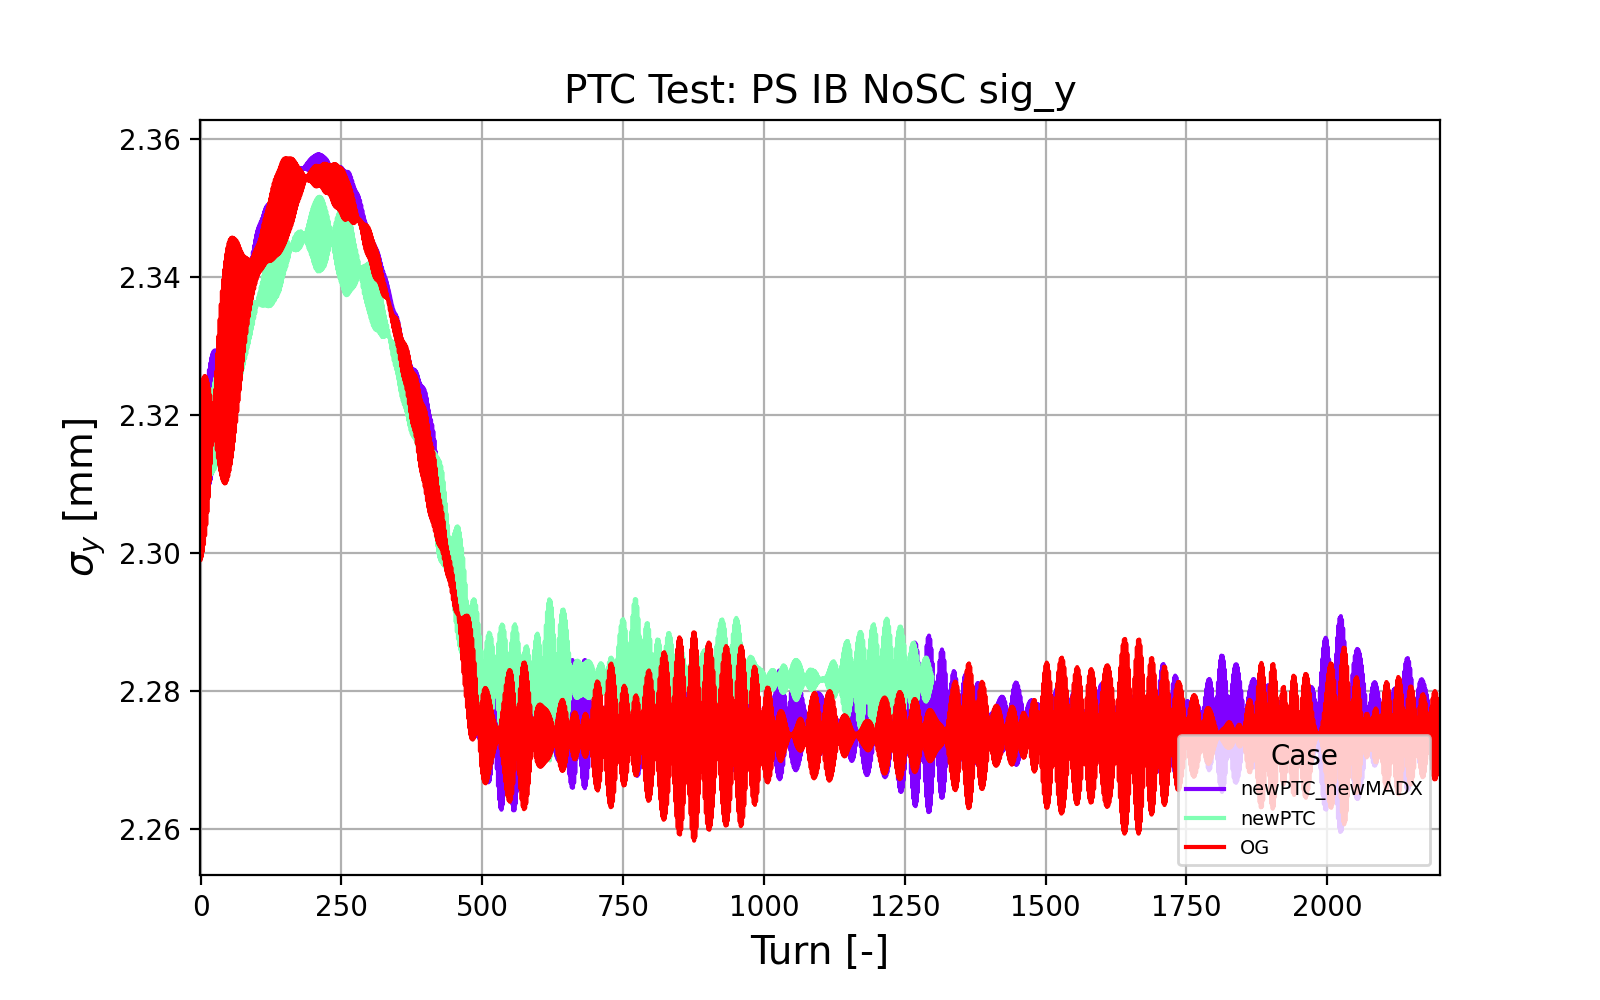 PTC Test: PS IB NoSC sig_y
2.36
2.34
2.32
2.30
2.28
2.26
σy [mm]
0 250 500 750 1000 1250 1500 1750 2000
Turn [-]
Case
newPTC_newMADX
newPTC
OG